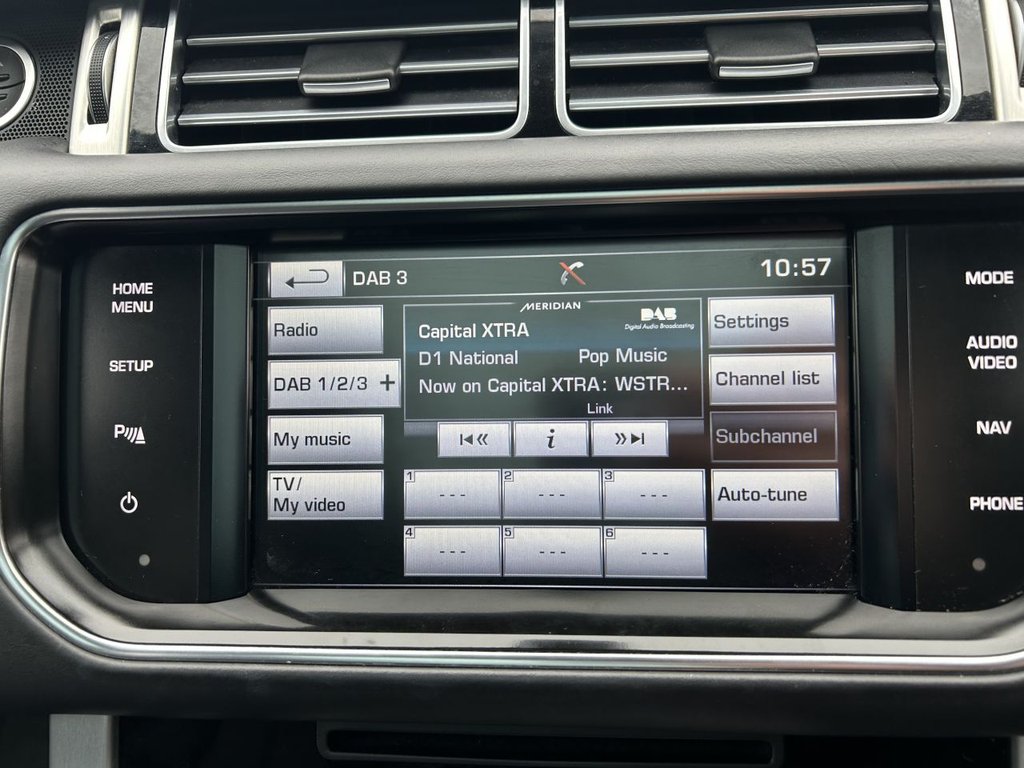 HOME
MENU
SETUP
P
DAB 3
10:57
Radio
DAB 1/2/3 +
My music
TV/
My video
MERIDIAN
Capital XTRA
DAB
Digital Audio Broadcasting
D1 National Pop Music
Now on Capital XTRA: WSTR...
Link
i
1 ---
2 ---
3 ---
4 ---
5 ---
6 ---
Settings
Channel list
Subchannel
Auto-tune
MODE
AUDIO
VIDEO
NAV
PHONE